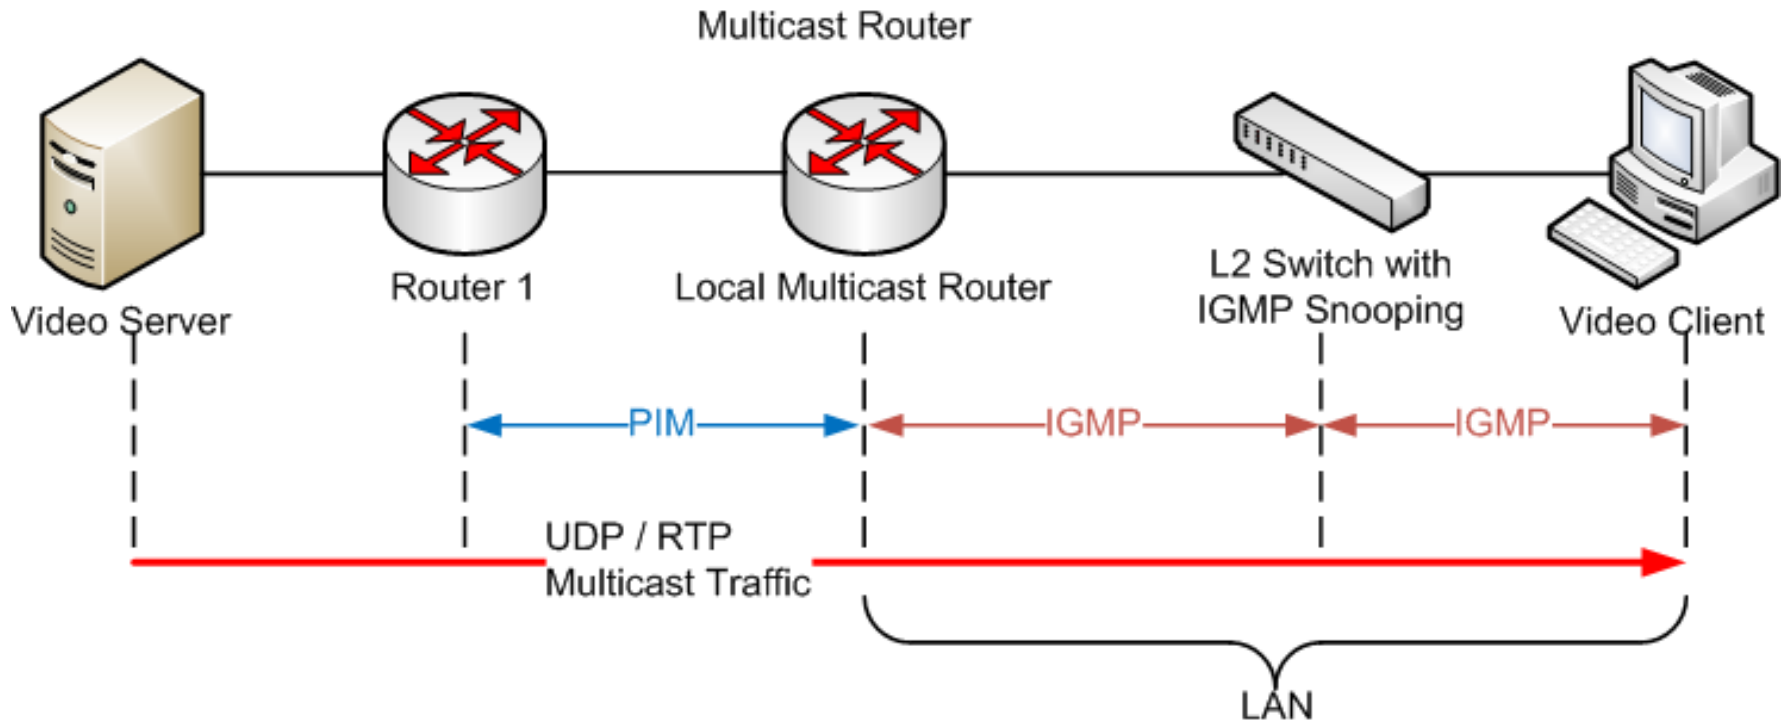 Multicast Router
Video Server
Router 1
Local Multicast Router
L2 Switch with
IGMP Snooping
Video Client
PIM
IGMP
IGMP
UDP / RTP
Multicast Traffic
LAN